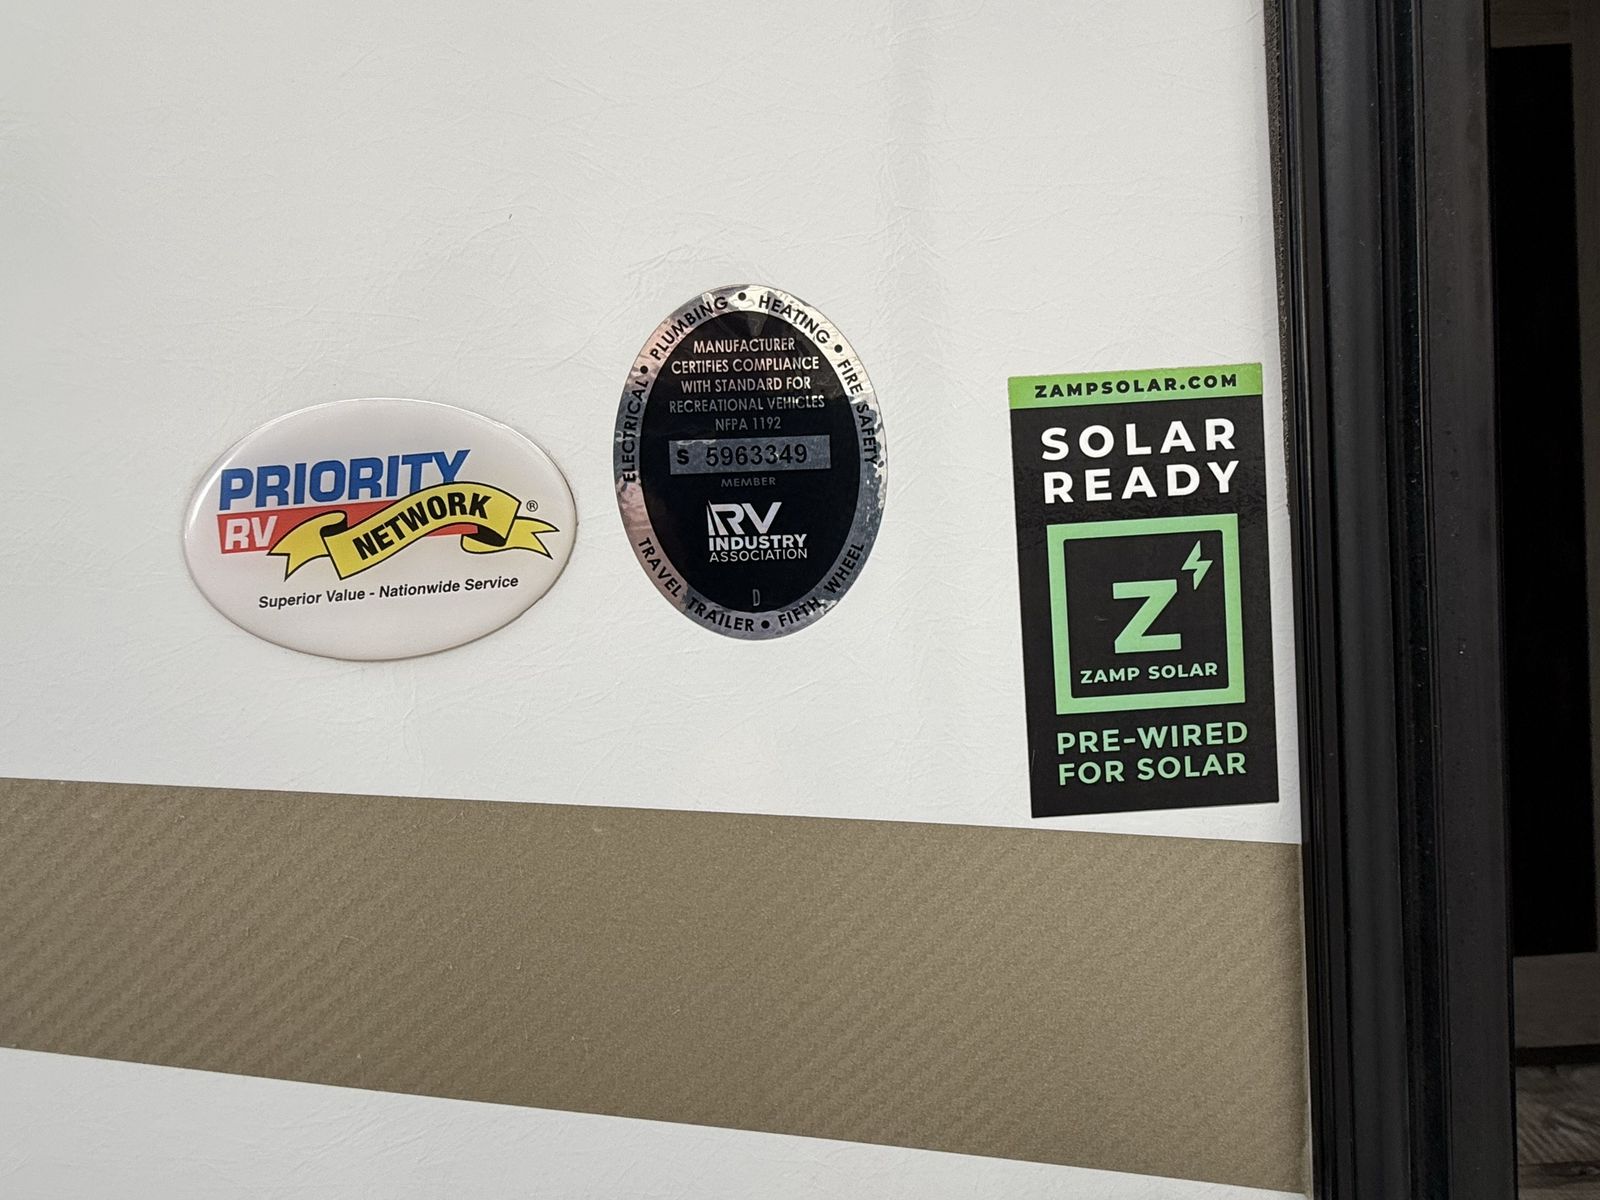 PRIORITY
RV NETWORK ®
Superior Value - Nationwide Service
ELECTRICAL • PLUMBING • HEATING • FIRE SAFETY
MANUFACTURER
CERTIFIES COMPLIANCE
WITH STANDARD FOR
RECREATIONAL VEHICLES
NFPA 1192
S 5963349
MEMBER
RV
INDUSTRY
ASSOCIATION
D
TRAVEL TRAILER • FIFTH WHEEL
ZAMPSOLAR.COM
SOLAR
READY
Z
ZAMP SOLAR
PRE-WIRED
FOR SOLAR